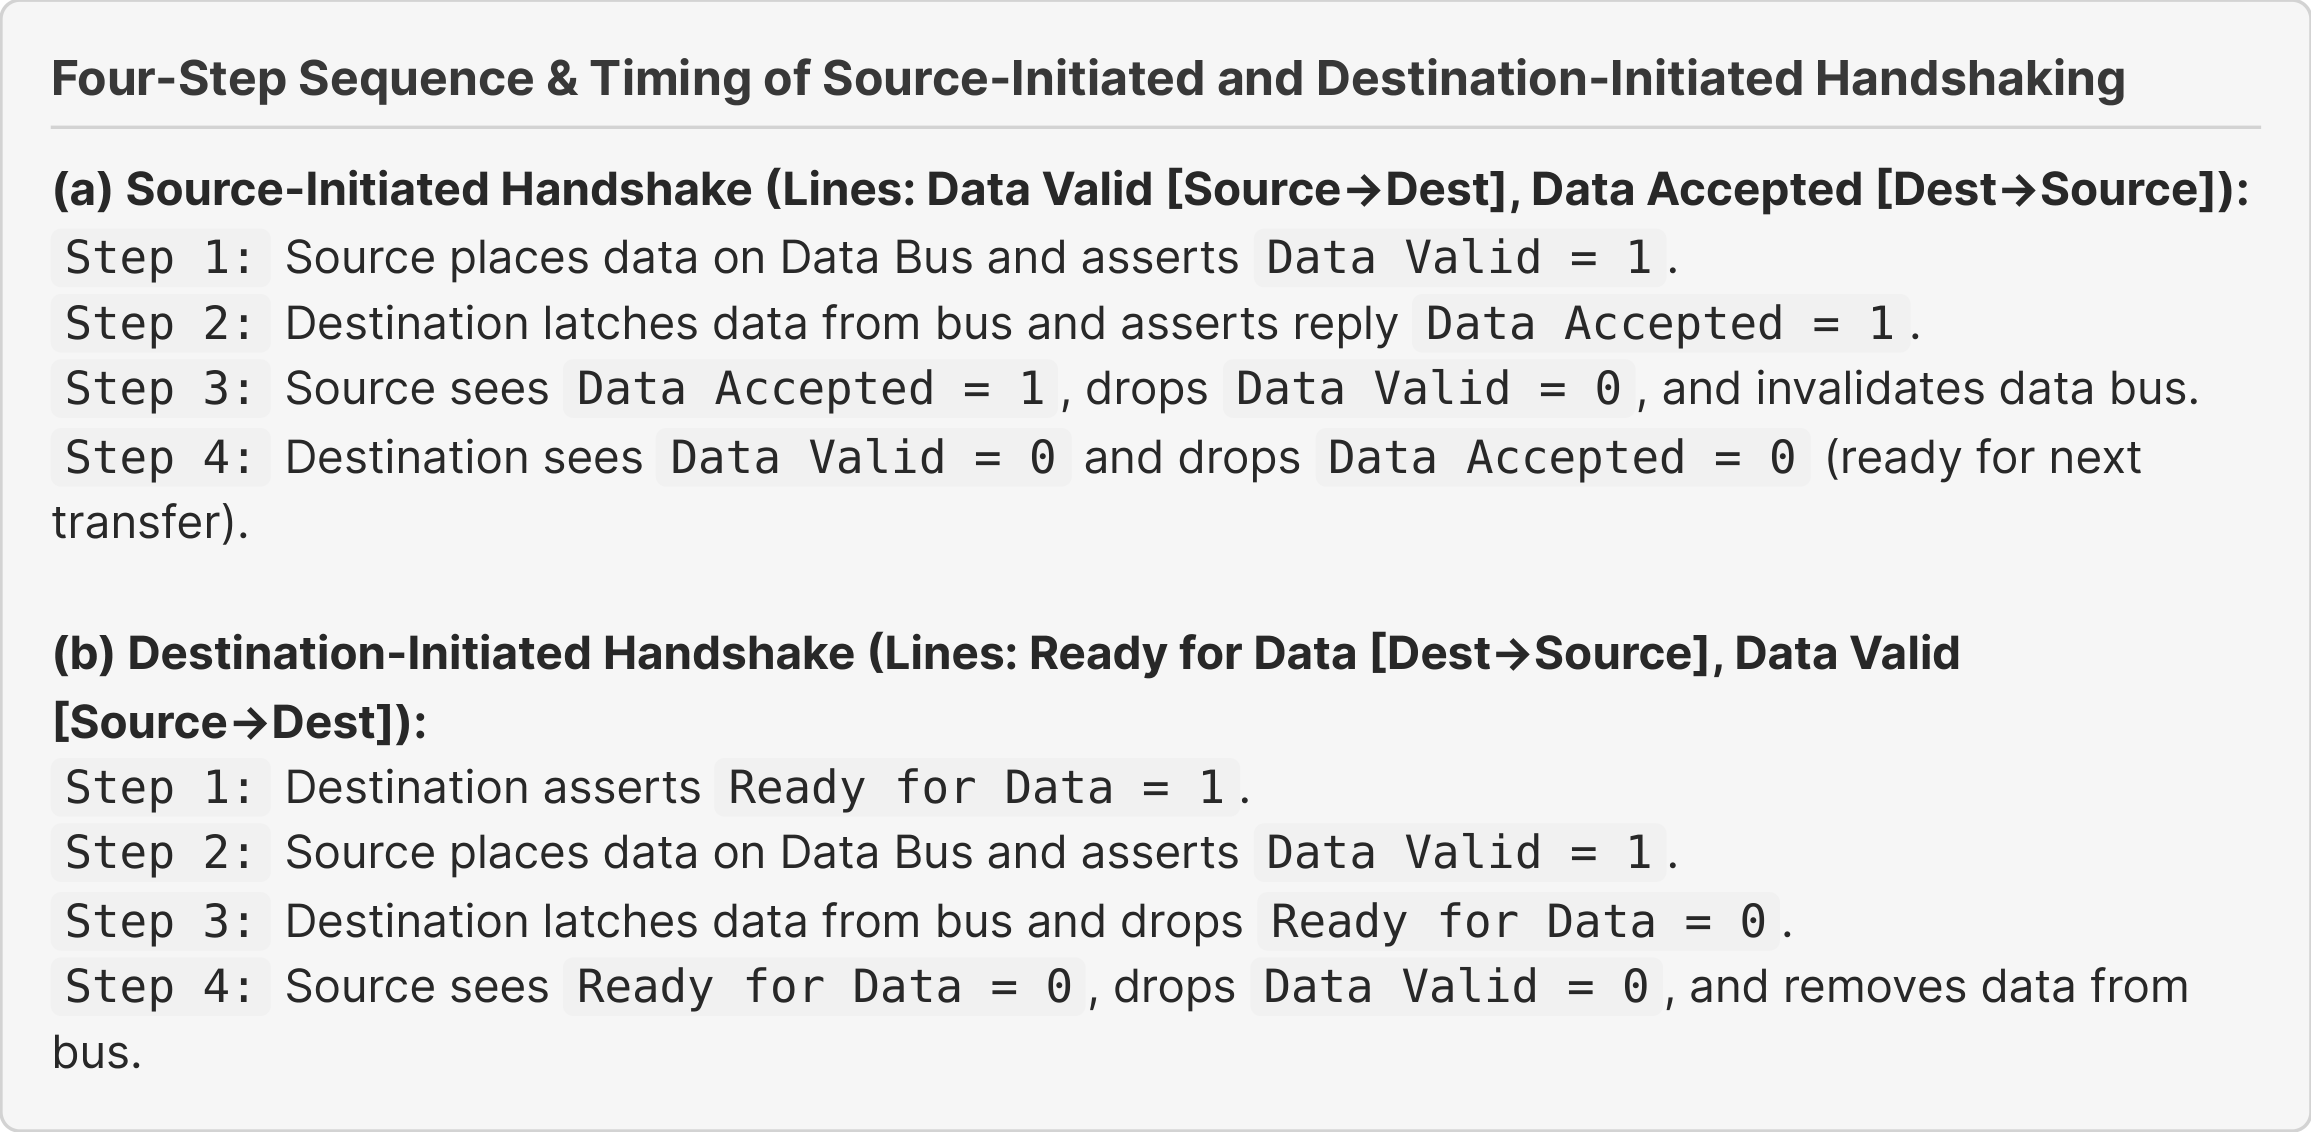 Four-Step Sequence & Timing of Source-Initiated and Destination-Initiated Handshaking
(a) Source-Initiated Handshake (Lines: Data Valid [Source→Dest], Data Accepted [Dest→Source]):
Step 1: Source places data on Data Bus and asserts Data Valid = 1.
Step 2: Destination latches data from bus and asserts reply Data Accepted = 1.
Step 3: Source sees Data Accepted = 1, drops Data Valid = 0, and invalidates data bus.
Step 4: Destination sees Data Valid = 0 and drops Data Accepted = 0 (ready for next
transfer).
(b) Destination-Initiated Handshake (Lines: Ready for Data [Dest→Source], Data Valid
[Source→Dest]):
Step 1: Destination asserts Ready for Data = 1.
Step 2: Source places data on Data Bus and asserts Data Valid = 1.
Step 3: Destination latches data from bus and drops Ready for Data = 0.
Step 4: Source sees Ready for Data = 0, drops Data Valid = 0, and removes data from
bus.